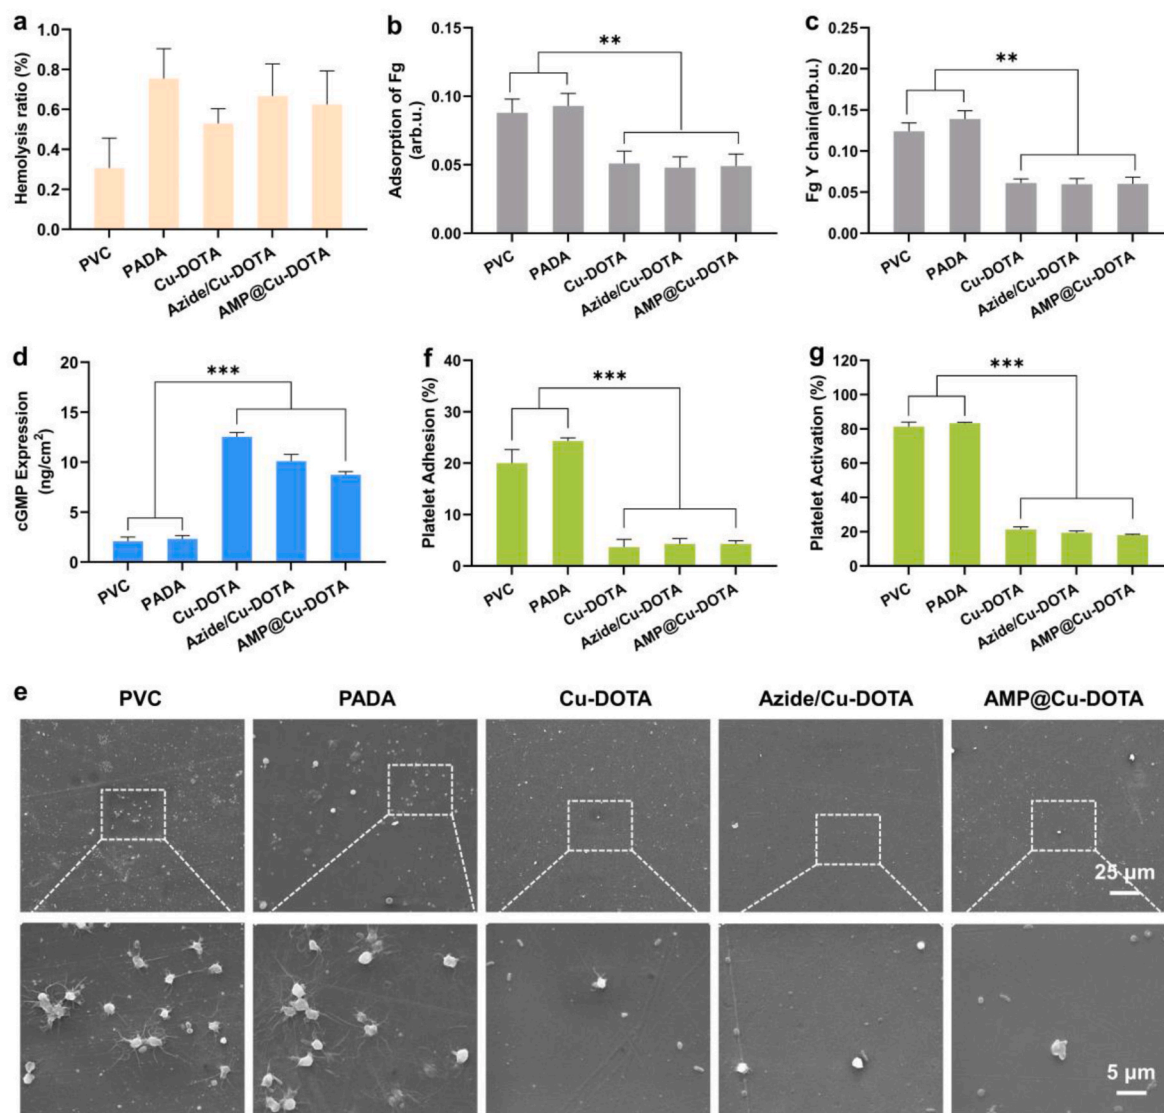 a
Hemolysis ratio (%)
1.0
0.8
0.6
0.4
0.2
0.0
PVC
PADA
Cu-DOTA
Azide/Cu-DOTA
AMP@Cu-DOTA
b
Adsorption of Fg
(arb.u.)
0.15
0.10
0.05
0.00
**
PVC
PADA
Cu-DOTA
Azide/Cu-DOTA
AMP@Cu-DOTA
c
Fg Y chain(arb.u.)
0.25
0.20
0.15
0.10
0.05
0.00
**
PVC
PADA
Cu-DOTA
Azide/Cu-DOTA
AMP@Cu-DOTA
d
cGMP Expression
(ng/cm²)
20
15
10
5
0
***
PVC
PADA
Cu-DOTA
Azide/Cu-DOTA
AMP@Cu-DOTA
f
Platelet Adhesion (%)
40
30
20
10
0
***
PVC
PADA
Cu-DOTA
Azide/Cu-DOTA
AMP@Cu-DOTA
g
Platelet Activation (%)
120
100
80
60
40
20
0
***
PVC
PADA
Cu-DOTA
Azide/Cu-DOTA
AMP@Cu-DOTA
e
PVC PADA Cu-DOTA Azide/Cu-DOTA AMP@Cu-DOTA
25 μm
5 μm